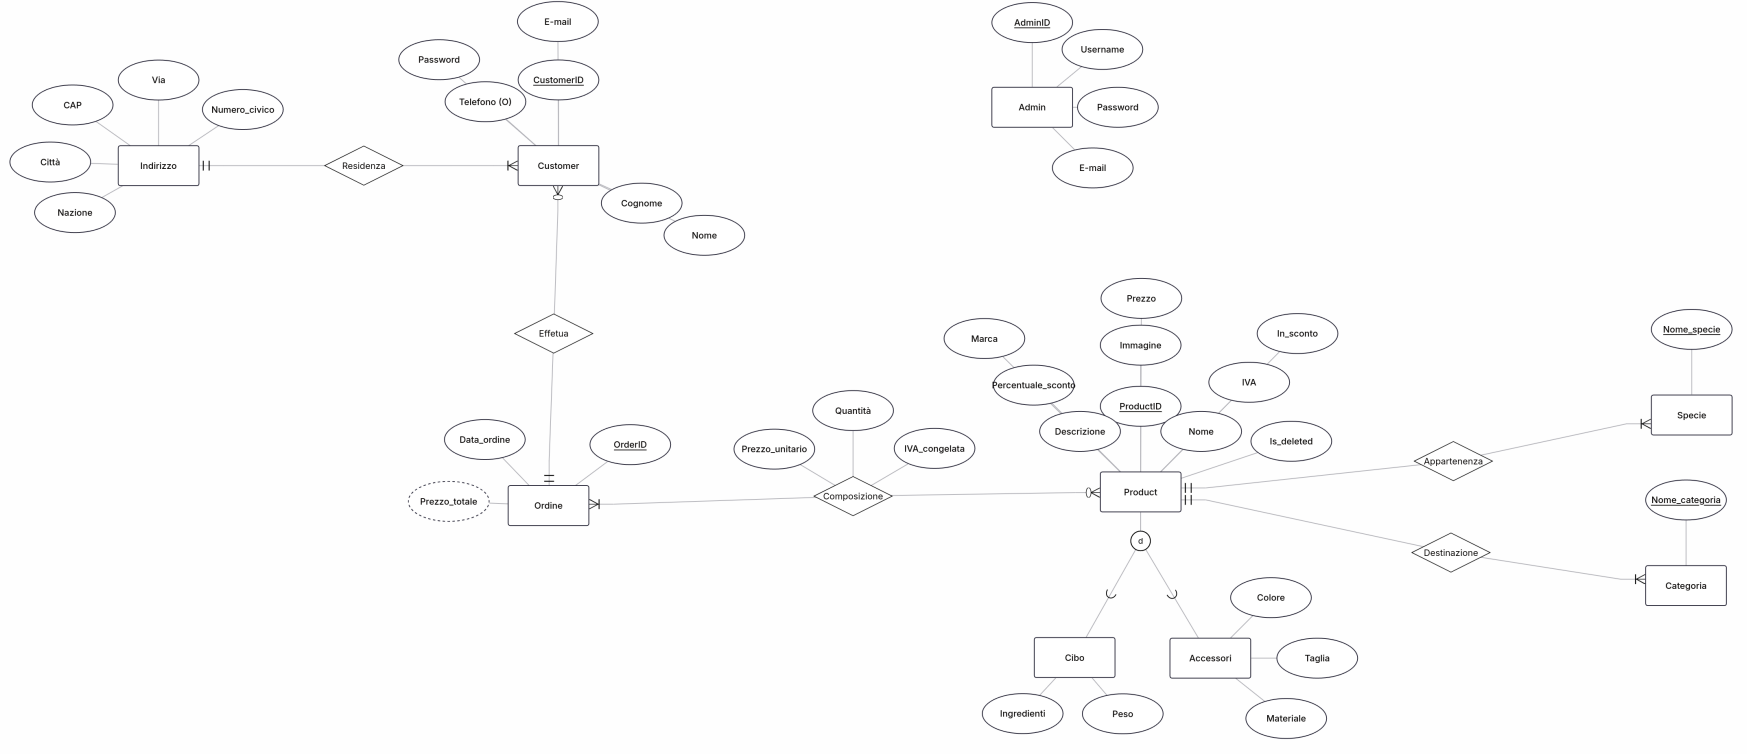 E-mail
AdminID
Username
Password
CustomerID
Telefono (O)
Via
CAP
Numero_civico
Admin
Password
E-mail
Città
Indirizzo
Residenza
Customer
Nazione
Cognome
Nome
Effetua
Prezzo
Marca
Immagine
In_sconto
Nome_specie
Percentuale_sconto
IVA
ProductID
Descrizione
Nome
Is_deleted
Specie
Quantità
Prezzo_unitario
IVA_congelata
Data_ordine
OrderID
Appartenenza
Prezzo_totale
Ordine
Composizione
Product
Nome_categoria
Destinazione
Categoria
d
Colore
Cibo
Accessori
Taglia
Ingredienti
Peso
Materiale